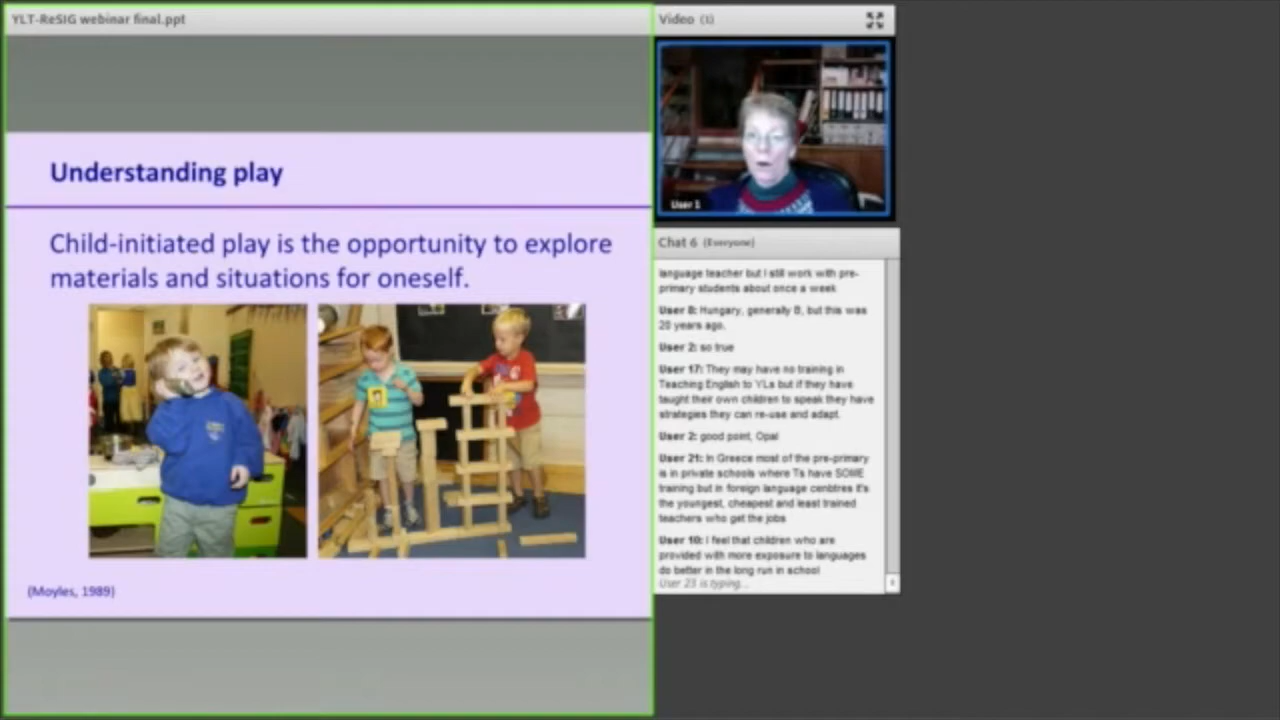 YLT-ReSIG webinar final.ppt
Understanding play
Child-initiated play is the opportunity to explore
materials and situations for oneself.
(Moyles, 1989)
Video (1)
User 1
Chat 6 (Everyone)
language teacher but I still work with pre-
primary students about once a week
User 8: Hungary, generally B, but this was
20 years ago.
User 2: so true
User 17: They may have no training in
Teaching English to YLs but if they have
taught their own children to speak they have
strategies they can re-use and adapt.
User 2: good point, Opal
User 21: In Greece most of the pre-primary
is in private schools where Ts have SOME
training but in foreign language cenbtres it's
the youngest, cheapest and least trained
teachers who get the jobs
User 10: I feel that children who are
provided with more exposure to languages
do better in the long run in school
User 23 is typing...